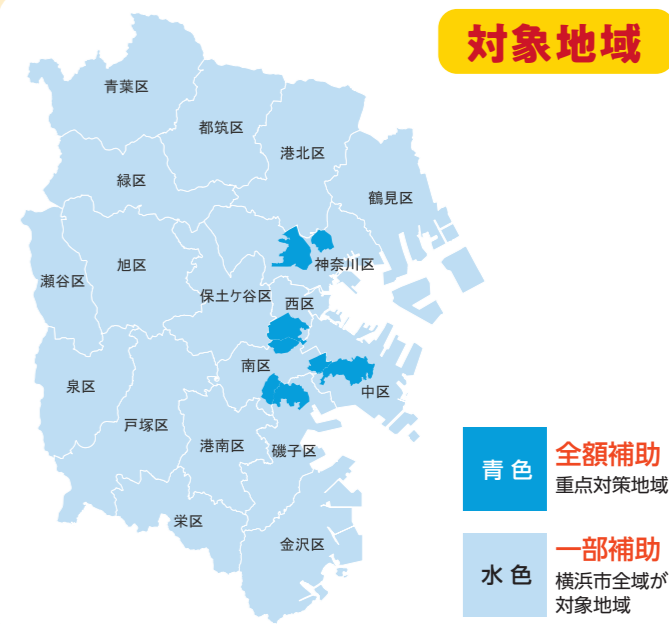 対象地域
青葉区
都筑区
港北区
緑区
鶴見区
神奈川区
旭区
瀬谷区
保土ケ谷区
西区
南区
泉区
中区
戸塚区
港南区
磯子区
栄区
金沢区
青色
全額補助
重点対策地域
水色
一部補助
横浜市全域が
対象地域